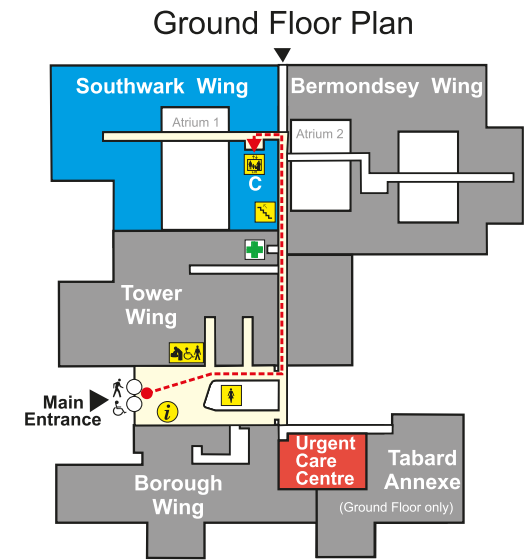 Ground Floor Plan
Southwark Wing
Bermondsey Wing
Atrium 1
Atrium 2
C
Tower
Wing
Main
Entrance
i
Urgent
Care
Centre
Tabard
Annexe
(Ground Floor only)
Borough
Wing